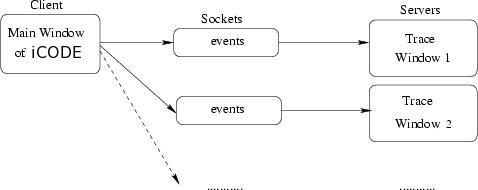 Client
Sockets
Servers
Main Window
of iCODE
events
Trace
Window 1
events
Trace
Window 2
...........
...........